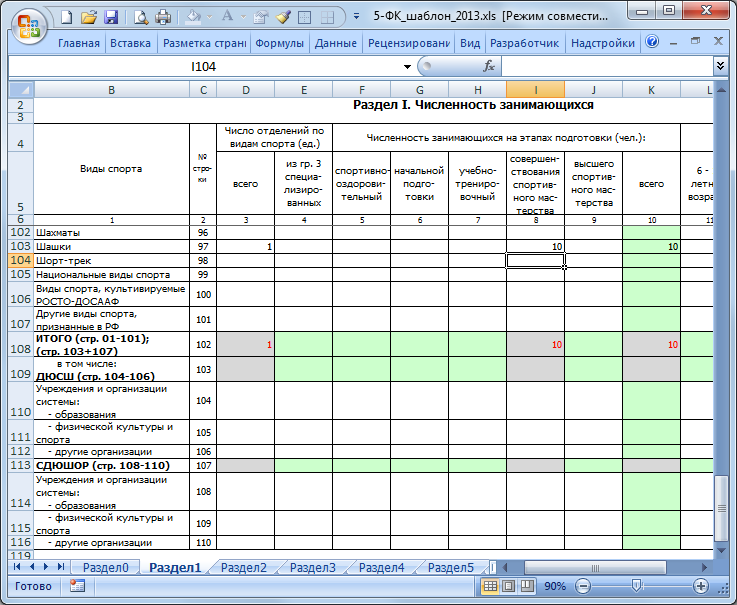 5-ФК_шаблон_2013.xls [Режим совмести...
Главная Вставка Разметка страні Формулы Данные Рецензировані Вид Разработчик Надстройки
I104 fx
B C D E F G H I J K L
2 Раздел I. Численность занимающихся
3
4
5
6
Виды спорта
№
стро-
ки
Число отделений по
видам спорта (ед.)
Численность занимающихся на этапах подготовки (чел.):
всего
из гр. 3
специа-
лизиро-
ванных
спортивно-
оздорови-
тельный
начальной
подго-
товки
учебно-
трениро-
вочный
совершен-
ствования
спортив-
ного мас-
терства
высшего
спортив-
ного мас-
терства
всего
6 -
летн
возра
1 2 3 4 5 6 7 8 9 10 11
102 Шахматы 96
103 Шашки 97 1 10 10
104 Шорт-трек 98
105 Национальные виды спорта 99
Виды спорта, культивируемые
106 РОСТО-ДОСААФ 100
Другие виды спорта,
107 признанные в РФ 101
ИТОГО (стр. 01-101);
108 (стр. 103+107) 102 1 10 10
в том числе:
109 ДЮСШ (стр. 104-106) 103
Учреждения и организации
системы:
110 - образования 104
- физической культуры и
111 спорта 105
112 - другие организации 106
113 СДЮШОР (стр. 108-110) 107
Учреждения и организации
системы:
114 - образования 108
- физической культуры и
115 спорта 109
116 - другие организации 110
119
Раздел0 Раздел1 Раздел2 Раздел3 Раздел4 Раздел5
Готово 90%